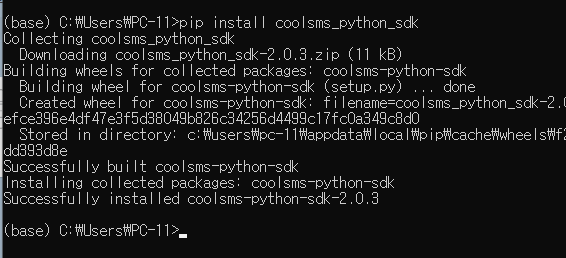 (base) C:₩Users₩PC-11>pip install coolsms_python_sdk
Collecting coolsms_python_sdk
Downloading coolsms_python_sdk-2.0.3.zip (11 kB)
Building wheels for collected packages: coolsms-python-sdk
Building wheel for coolsms-python-sdk (setup.py) ... done
Created wheel for coolsms-python-sdk: filename=coolsms_python_sdk-2.0
efce396e4df47e3f5d38049b826c34256d4499c17fc0a349c8d0
Stored in directory: c:₩users₩pc-11₩appdata₩local₩pip₩cache₩wheels₩f2
dd393d8e
Successfully built coolsms-python-sdk
Installing collected packages: coolsms-python-sdk
Successfully installed coolsms-python-sdk-2.0.3
(base) C:₩Users₩PC-11>